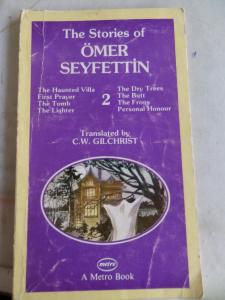 The Stories of
ÖMER
SEYFETTİN
The Haunted Villa
First Prayer
The Tomb
The Lighter
2
The Dry Trees
The Butt
The Frogs
Personal Honour
Translated by
C.W. GILCHRIST
metro
A Metro Book